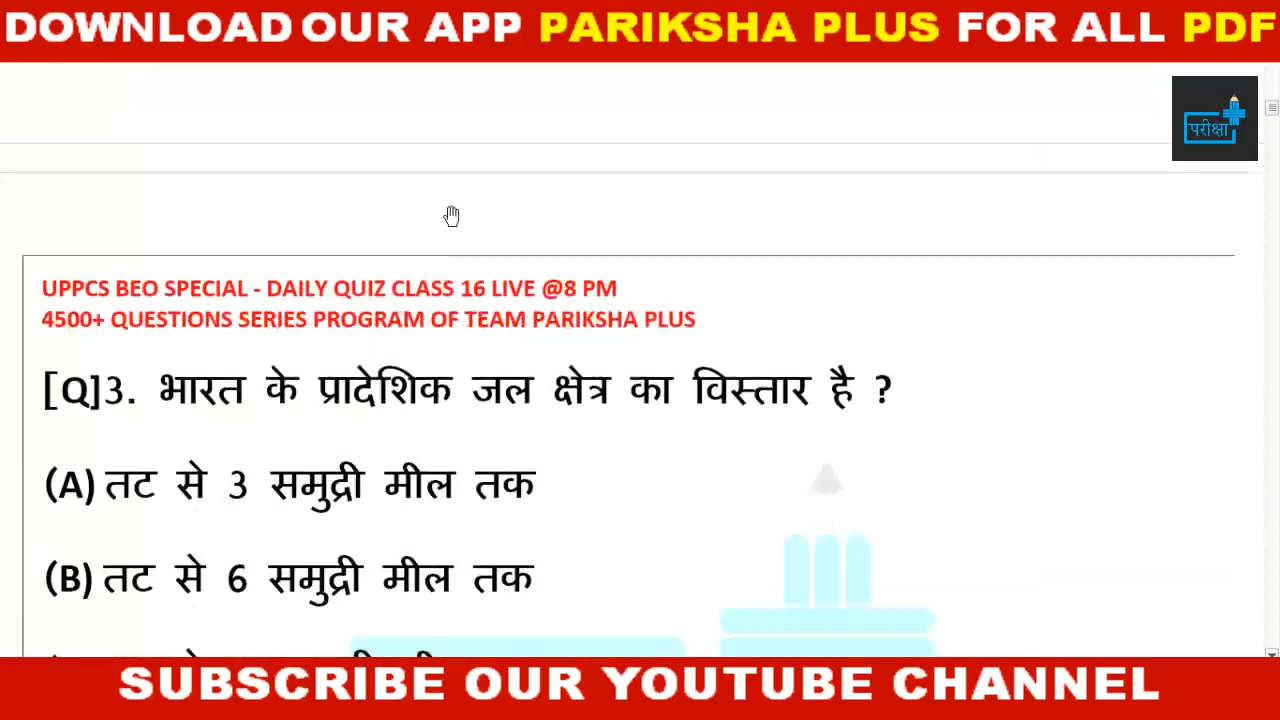 DOWNLOAD OUR APP PARIKSHA PLUS FOR ALL PDF
परीक्षा
UPPCS BEO SPECIAL - DAILY QUIZ CLASS 16 LIVE @8 PM
4500+ QUESTIONS SERIES PROGRAM OF TEAM PARIKSHA PLUS
[Q]3. भारत के प्रादेशिक जल क्षेत्र का विस्तार है ?
(A) तट से 3 समुद्री मील तक
(B) तट से 6 समुद्री मील तक
SUBSCRIBE OUR YOUTUBE CHANNEL